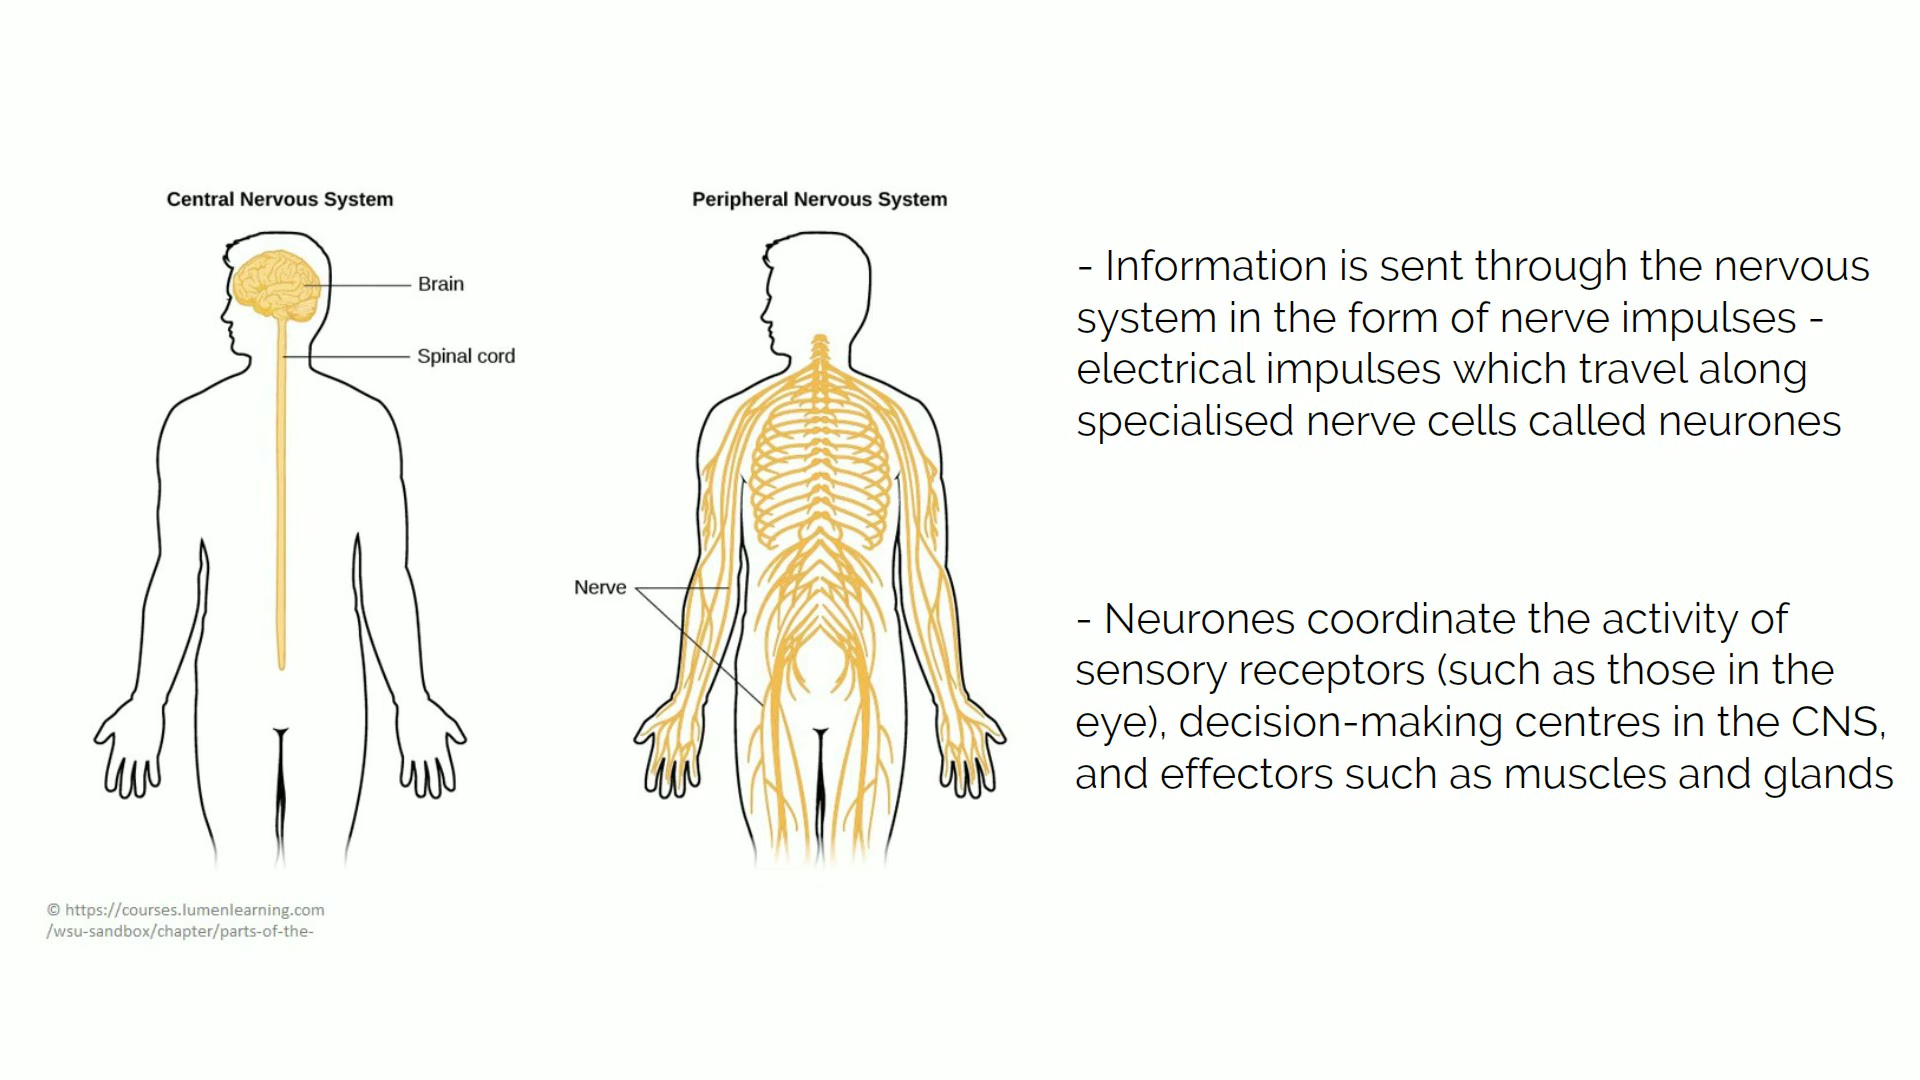 Central Nervous System
Brain
Spinal cord
© https://courses.lumenlearning.com
/wsu-sandbox/chapter/parts-of-the-
Peripheral Nervous System
Nerve
- Information is sent through the nervous
system in the form of nerve impulses -
electrical impulses which travel along
specialised nerve cells called neurones
- Neurones coordinate the activity of
sensory receptors (such as those in the
eye), decision-making centres in the CNS,
and effectors such as muscles and glands